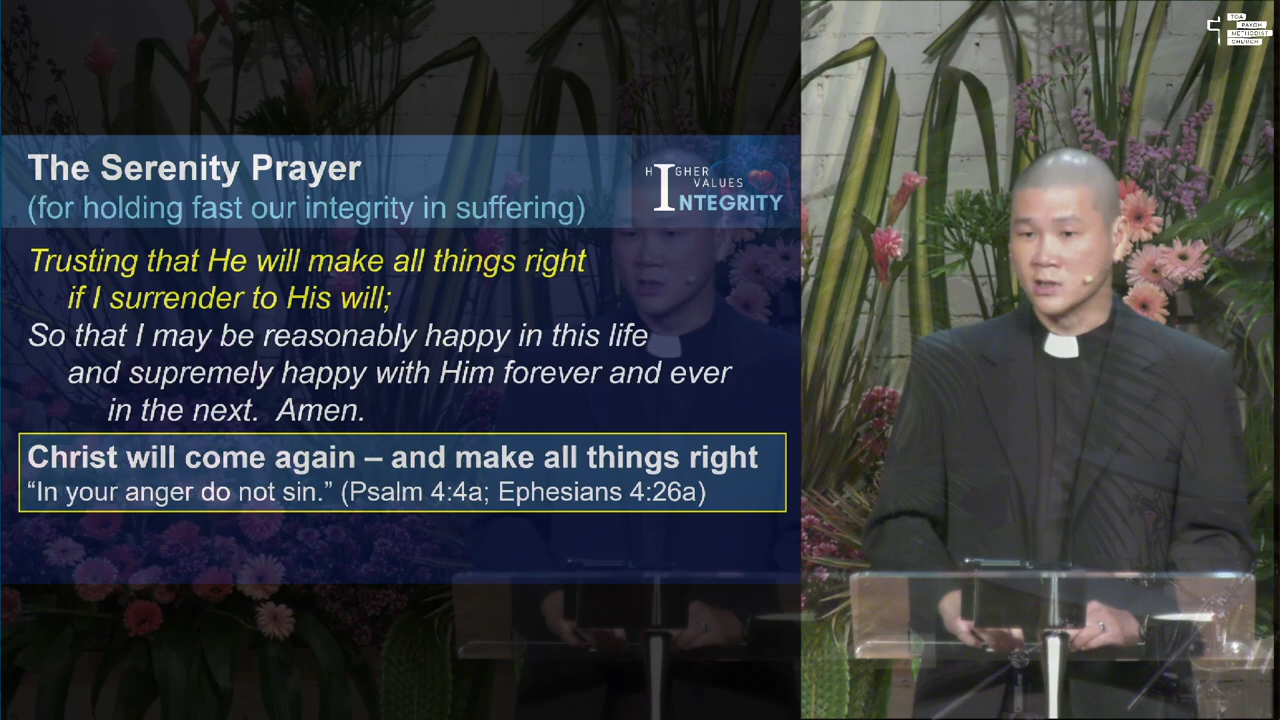 TOA
PAYOH
METHODIST
CHURCH
The Serenity Prayer
(for holding fast our integrity in suffering)
HIGHER
VALUES
INTEGRITY
Trusting that He will make all things right
if I surrender to His will;
So that I may be reasonably happy in this life
and supremely happy with Him forever and ever
in the next. Amen.
Christ will come again – and make all things right
“In your anger do not sin.” (Psalm 4:4a; Ephesians 4:26a)